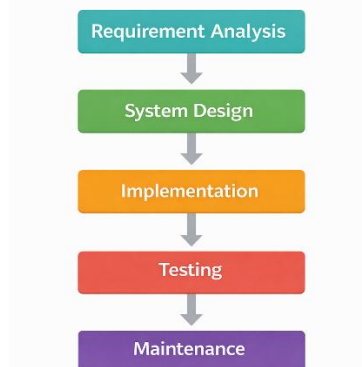 Requirement Analysis
System Design
Implementation
Testing
Maintenance